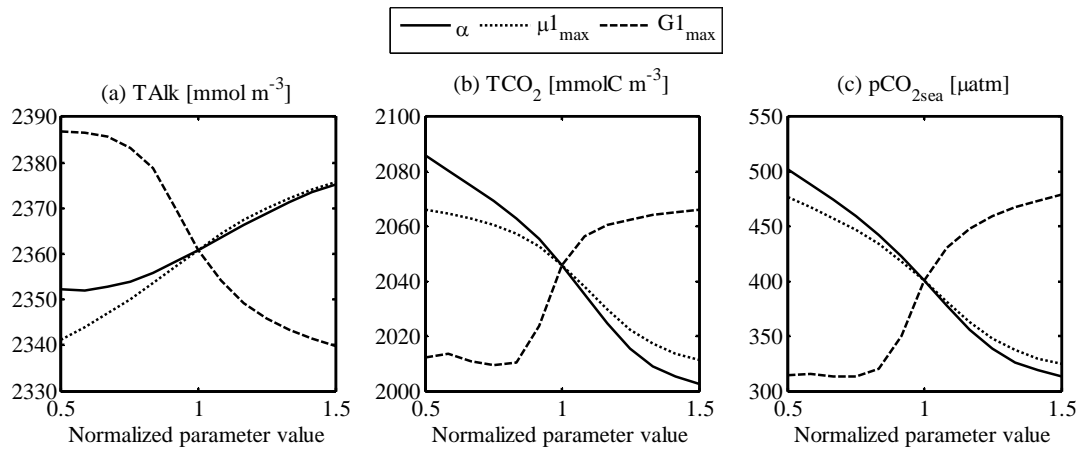 α μ1max G1max
(a) TAlk [mmol m-3]
(b) TCO2 [mmolC m-3]
(c) pCO2sea [μatm]
2390
2380
2370
2360
2350
2340
2330
0.5 1 1.5
Normalized parameter value
2100
2080
2060
2040
2020
2000
0.5 1 1.5
Normalized parameter value
550
500
450
400
350
300
0.5 1 1.5
Normalized parameter value